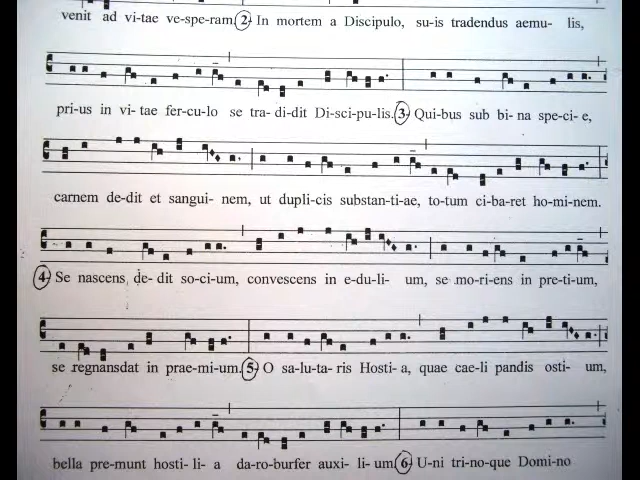 venit ad vi-tae ve-spe-ram. 2- In mortem a Discipulo, su-is tradendus aemu- lis,
pri-us in vi- tae fer-cu-lo se tra- di-dit Di-sci-pu-lis. 3- Qui-bus sub bi- na spe-ci- e,
carnem de-dit et sangui- nem, ut dupli-cis substan-ti-ae, to-tum ci-ba-ret ho-mi-nem.
4- Se nascens, de- dit so-ci-um, convescens in e-du-li- um, se mo-ri-ens in pre-ti-um,
se regnansdat in prae-mi-um. 5- O sa-lu-ta- ris Hosti- a, quae cae-li pandis osti- um,
bella pre-munt hosti- li- a da-ro-burfer auxi- li- um. 6- U-ni tri-no-que Domi-no